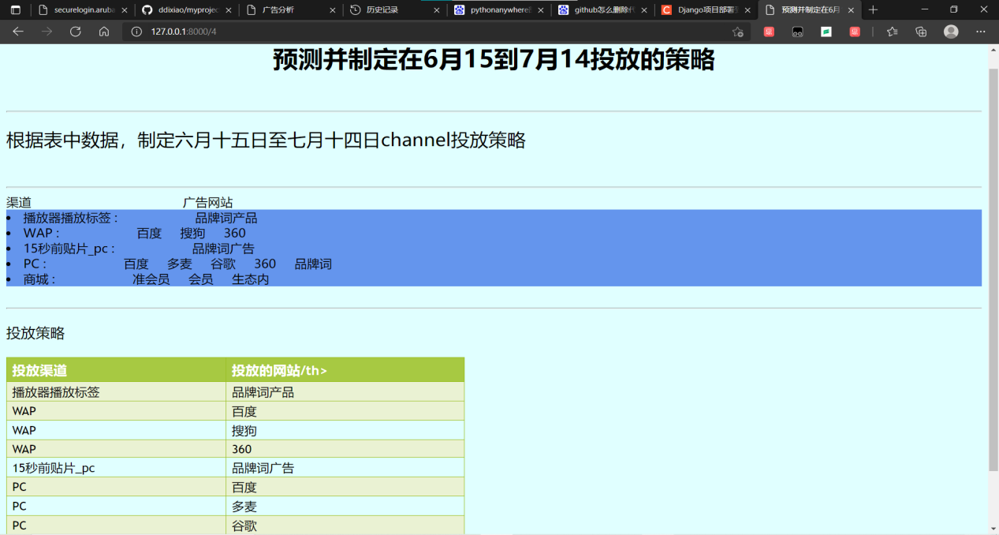 securelogin.aruba
ddixiao/myprojec
广告分析
历史记录
pythonanywhere
github怎么删除
Django项目部署
预测并制定在6月
127.0.0.1:8000/4
预测并制定在6月15到7月14投放的策略
根据表中数据，制定六月十五日至七月十四日channel投放策略
渠道 广告网站
播放器播放标签： 品牌词产品
WAP： 百度 搜狗 360
15秒前贴片_pc： 品牌词广告
PC： 百度 多麦 谷歌 360 品牌词
商城： 准会员 会员 生态内
投放策略
投放渠道 投放的网站/th>
播放器播放标签 品牌词产品
WAP 百度
WAP 搜狗
WAP 360
15秒前贴片_pc 品牌词广告
PC 百度
PC 多麦
PC 谷歌